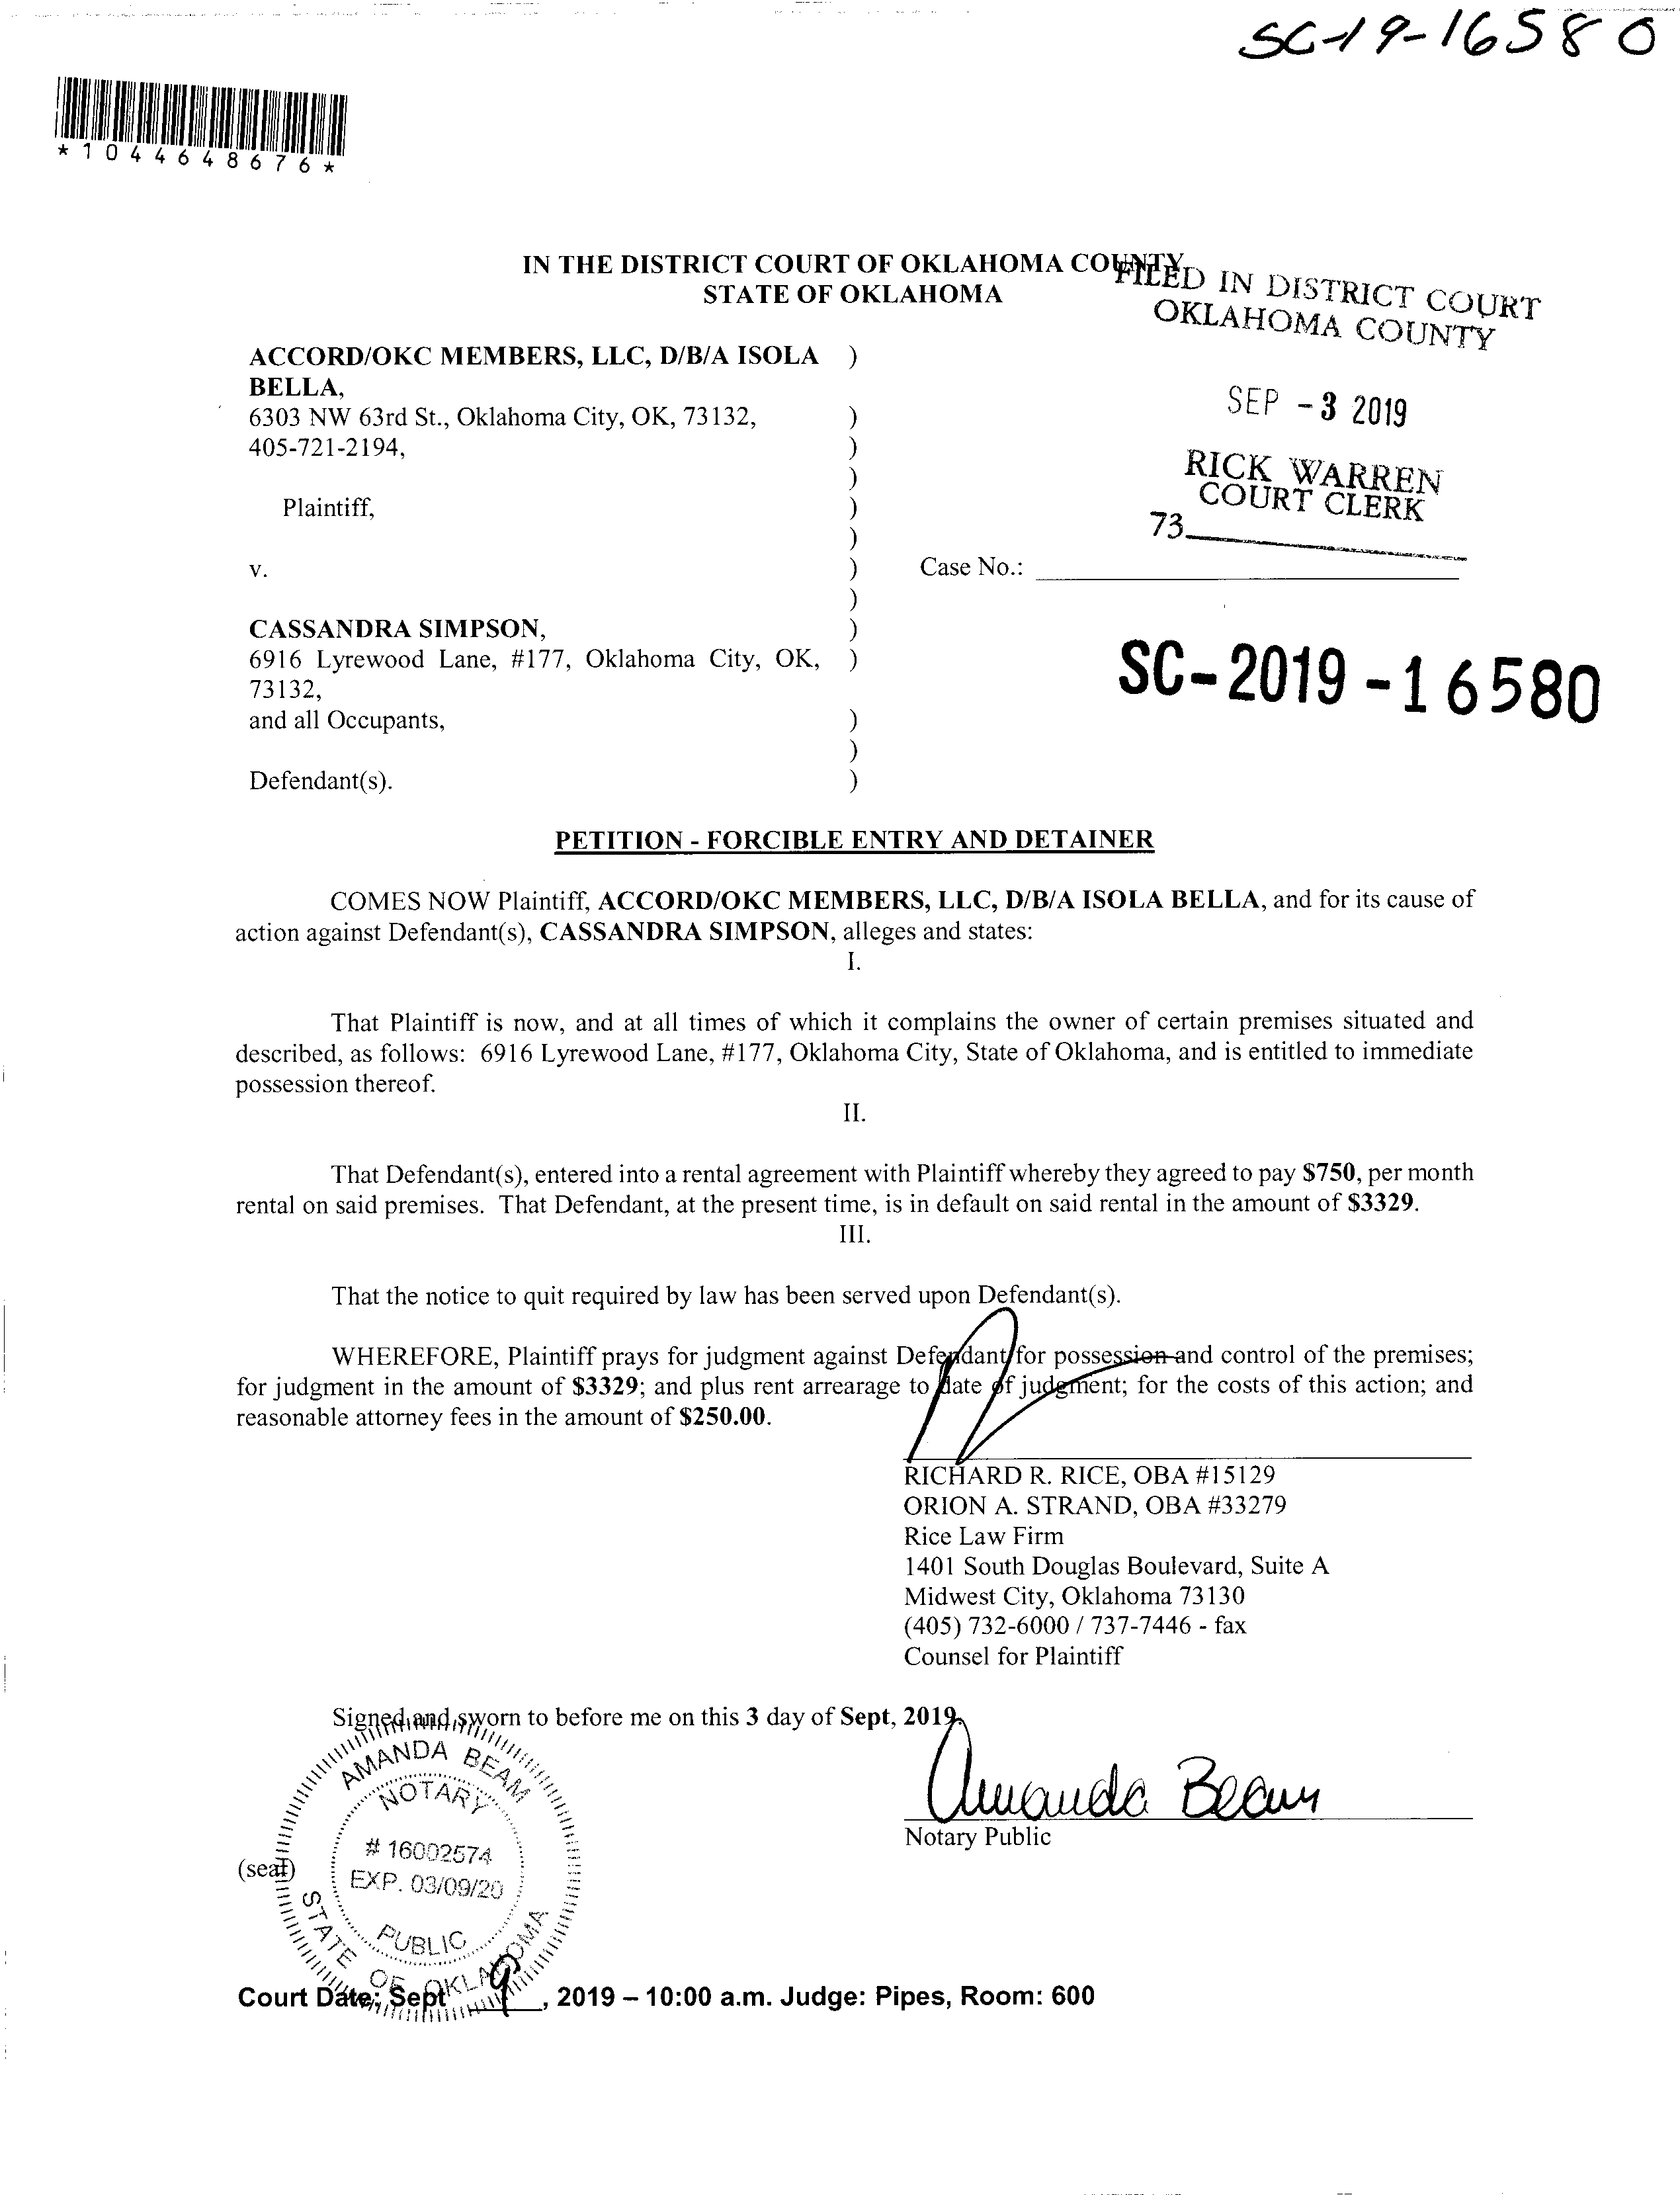 SC-19-16580
*1044648676*
IN THE DISTRICT COURT OF OKLAHOMA COUNTY
STATE OF OKLAHOMA
FILED IN DISTRICT COURT
OKLAHOMA COUNTY
SEP -3 2019
RICK WARREN
COURT CLERK
73
ACCORD/OKC MEMBERS, LLC, D/B/A ISOLA )
BELLA,
6303 NW 63rd St., Oklahoma City, OK, 73132, )
405-721-2194, )
)
Plaintiff, )
)
v. ) Case No.:
)
CASSANDRA SIMPSON, )
6916 Lyrewood Lane, #177, Oklahoma City, OK, )
73132,
and all Occupants, )
)
Defendant(s). )
SC-2019-16580
PETITION - FORCIBLE ENTRY AND DETAINER
COMES NOW Plaintiff, ACCORD/OKC MEMBERS, LLC, D/B/A ISOLA BELLA, and for its cause of
action against Defendant(s), CASSANDRA SIMPSON, alleges and states:
I.
That Plaintiff is now, and at all times of which it complains the owner of certain premises situated and
described, as follows: 6916 Lyrewood Lane, #177, Oklahoma City, State of Oklahoma, and is entitled to immediate
possession thereof.
II.
That Defendant(s), entered into a rental agreement with Plaintiff whereby they agreed to pay $750, per month
rental on said premises. That Defendant, at the present time, is in default on said rental in the amount of $3329.
III.
That the notice to quit required by law has been served upon Defendant(s).
WHEREFORE, Plaintiff prays for judgment against Defendant for possession and control of the premises;
for judgment in the amount of $3329; and plus rent arrearage to date of judgment; for the costs of this action; and
reasonable attorney fees in the amount of $250.00.
RICHARD R. RICE, OBA #15129
ORION A. STRAND, OBA #33279
Rice Law Firm
1401 South Douglas Boulevard, Suite A
Midwest City, Oklahoma 73130
(405) 732-6000 / 737-7446 - fax
Counsel for Plaintiff
Signed and sworn to before me on this 3 day of Sept, 2019.
Amanda Beam
Notary Public
(seal)
AMANDA BEAM
NOTARY
# 16002574
EXP. 03/09/20
PUBLIC
STATE OF OKLAHOMA
Court Date: Sept 9, 2019 – 10:00 a.m. Judge: Pipes, Room: 600